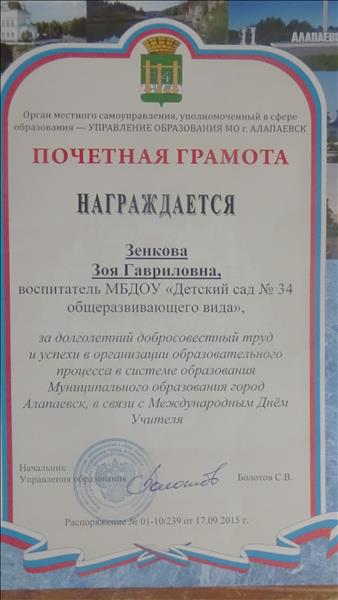 АЛАПАЕВ
Орган местного самоуправления, уполномоченный в сфере
образования — УПРАВЛЕНИЕ ОБРАЗОВАНИЯ МО г. АЛАПАЕВСК
ПОЧЕТНАЯ ГРАМОТА
НАГРАЖДАЕТСЯ
Зенкова
Зоя Гавриловна,
воспитатель МБДОУ «Детский сад № 34
общеразвивающего вида»,
за долголетний добросовестный труд
и успехи в организации образовательного
процесса в системе образования
Муниципального образования город
Алапаевск, в связи с Международным Днём
Учителя
Начальник
Управления образования Болотов С.В.
Распоряжение № 01-10/239 от 17.09.2015 г.